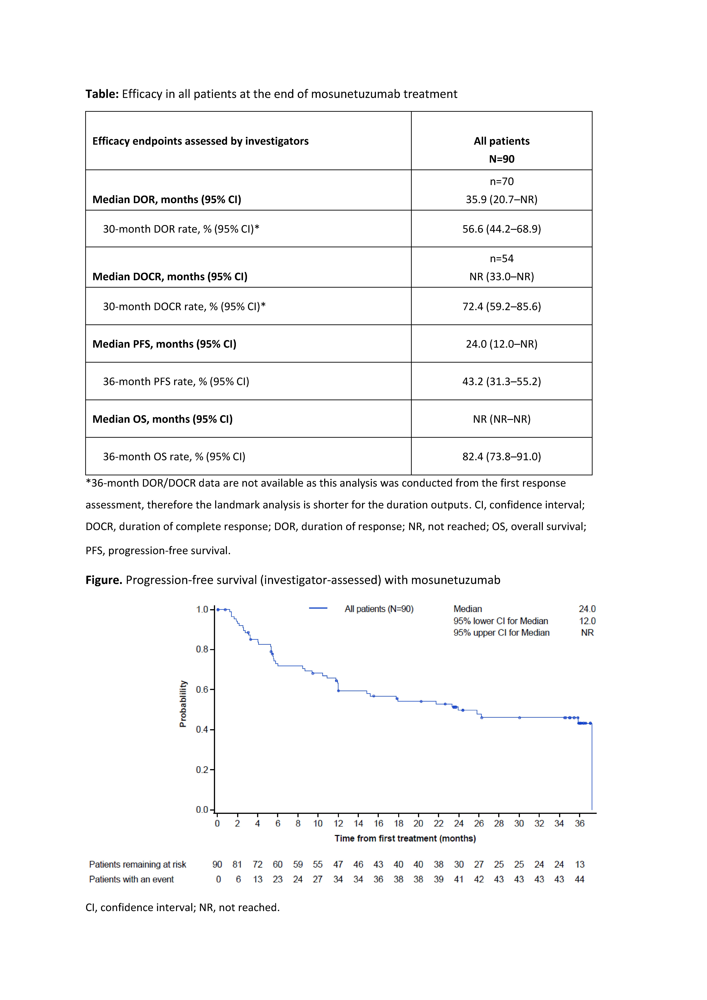 Table: Efficacy in all patients at the end of mosunetuzumab treatment
Efficacy endpoints assessed by investigators
All patients
N=90
Median DOR, months (95% CI)
n=70
35.9 (20.7–NR)
30-month DOR rate, % (95% CI)*
56.6 (44.2–68.9)
Median DOCR, months (95% CI)
n=54
NR (33.0–NR)
30-month DOCR rate, % (95% CI)*
72.4 (59.2–85.6)
Median PFS, months (95% CI)
24.0 (12.0–NR)
36-month PFS rate, % (95% CI)
43.2 (31.3–55.2)
Median OS, months (95% CI)
NR (NR–NR)
36-month OS rate, % (95% CI)
82.4 (73.8–91.0)
*36-month DOR/DOCR data are not available as this analysis was conducted from the first response
assessment, therefore the landmark analysis is shorter for the duration outputs. CI, confidence interval;
DOCR, duration of complete response; DOR, duration of response; NR, not reached; OS, overall survival;
PFS, progression-free survival.
Figure. Progression-free survival (investigator-assessed) with mosunetuzumab
All patients (N=90)
Median 24.0
95% lower CI for Median 12.0
95% upper CI for Median NR
Probability
1.0
0.8
0.6
0.4
0.2
0.0
0 2 4 6 8 10 12 14 16 18 20 22 24 26 28 30 32 34 36
Time from first treatment (months)
Patients remaining at risk 90 81 72 60 59 55 47 46 43 40 40 38 30 27 25 25 24 24 13
Patients with an event 0 6 13 23 24 27 34 34 36 38 38 39 41 42 43 43 43 43 44
CI, confidence interval; NR, not reached.